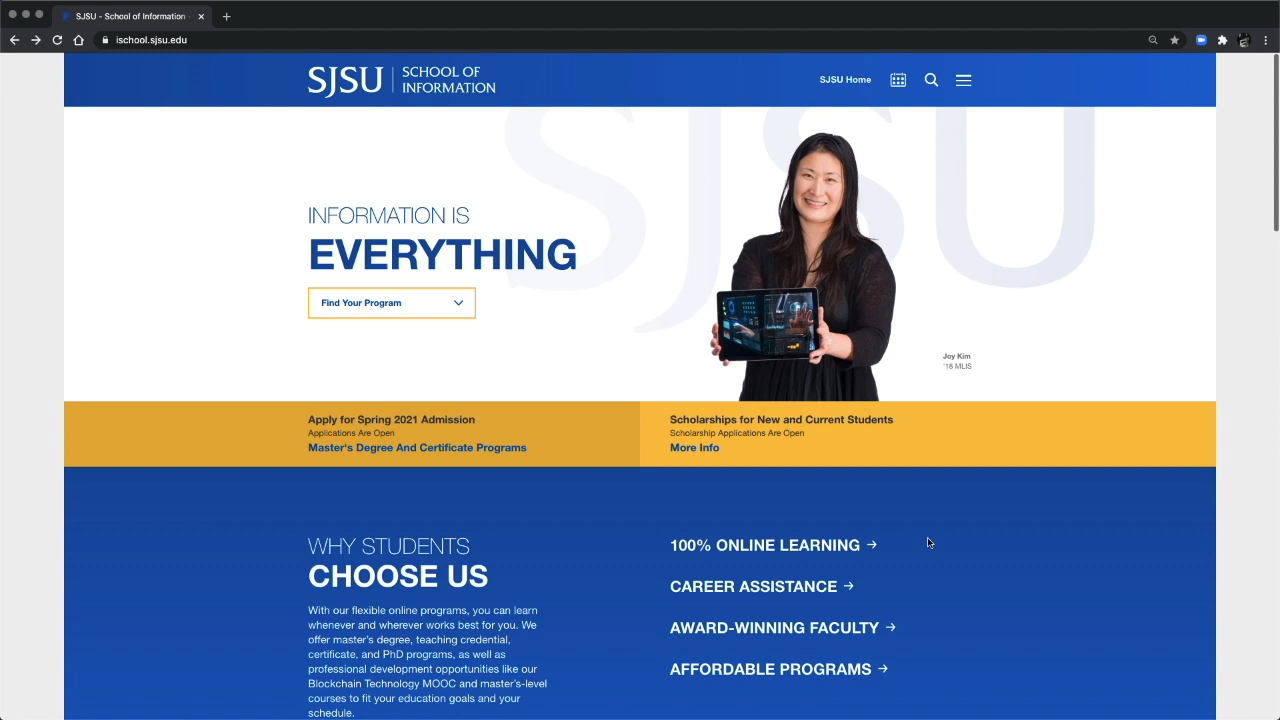 SJSU - School of Information
ischool.sjsu.edu
SJSU
SCHOOL OF
INFORMATION
SJSU Home
SJSU
INFORMATION IS
EVERYTHING
Find Your Program
Joy Kim
'18 MLIS
Apply for Spring 2021 Admission
Applications Are Open
Master's Degree And Certificate Programs
Scholarships for New and Current Students
Scholarship Applications Are Open
More Info
WHY STUDENTS
CHOOSE US
With our flexible online programs, you can learn
whenever and wherever works best for you. We
offer master's degree, teaching credential,
certificate, and PhD programs, as well as
professional development opportunities like our
Blockchain Technology MOOC and master's-level
courses to fit your education goals and your
schedule.
100% ONLINE LEARNING →
CAREER ASSISTANCE →
AWARD-WINNING FACULTY →
AFFORDABLE PROGRAMS →